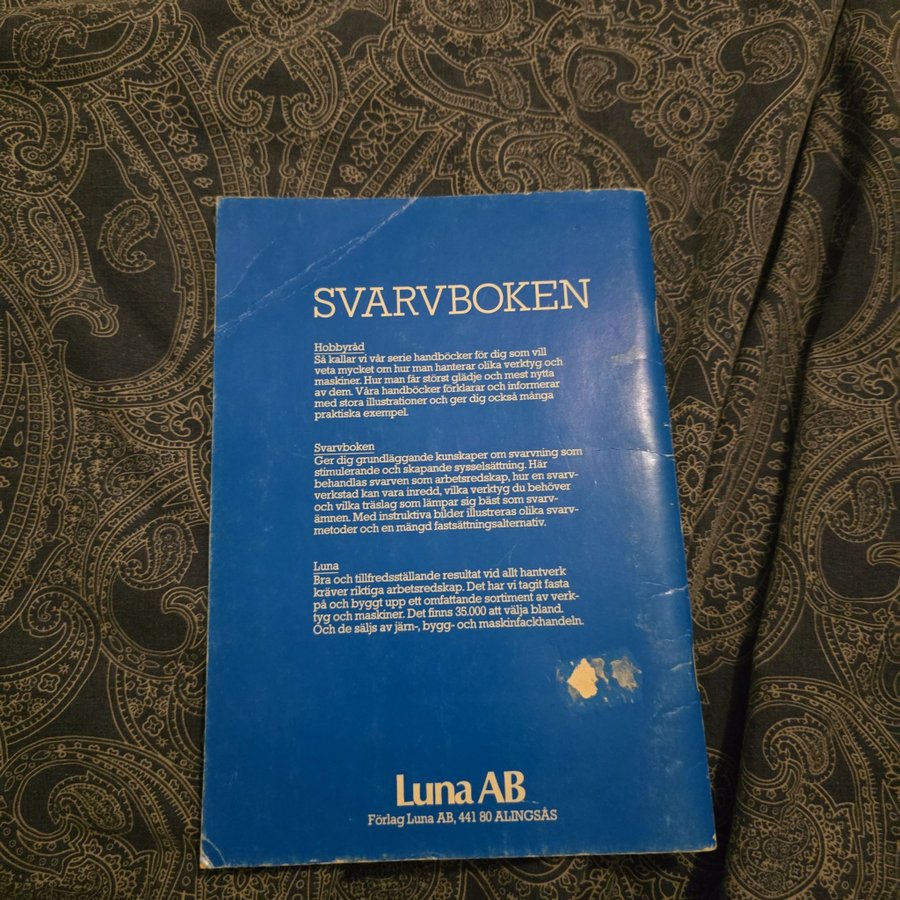 SVARVBOKEN
Hobbyråd
Så kallar vi vår serie handböcker för dig som vill
veta mycket om hur man hanterar olika verktyg och
maskiner. Hur man får störst glädje och mest nytta
av dem. Våra handböcker förklarar och informerar
med stora illustrationer och ger dig också många
praktiska exempel.
Svarvboken
Ger dig grundläggande kunskaper om svarvning som
stimulerande och skapande sysselsättning. Här
behandlas svarven som arbetsredskap, hur en svarv-
verkstad kan vara inredd, vilka verktyg du behöver
och vilka träslag som lämpar sig bäst som svarv-
ämnen. Med instruktiva bilder illustreras olika svarv-
metoder och en mängd fastsättningsalternativ.
Luna
Bra och tillfredsställande resultat vid allt hantverk
kräver riktiga arbetsredskap. Det har vi tagit fasta
på och byggt upp ett omfattande sortiment av verk-
tyg och maskiner. Det finns 35.000 att välja bland.
Och de säljs av järn-, bygg- och maskinfackhandeln.
Luna AB
Förlag Luna AB, 441 80 ALINGSÅS